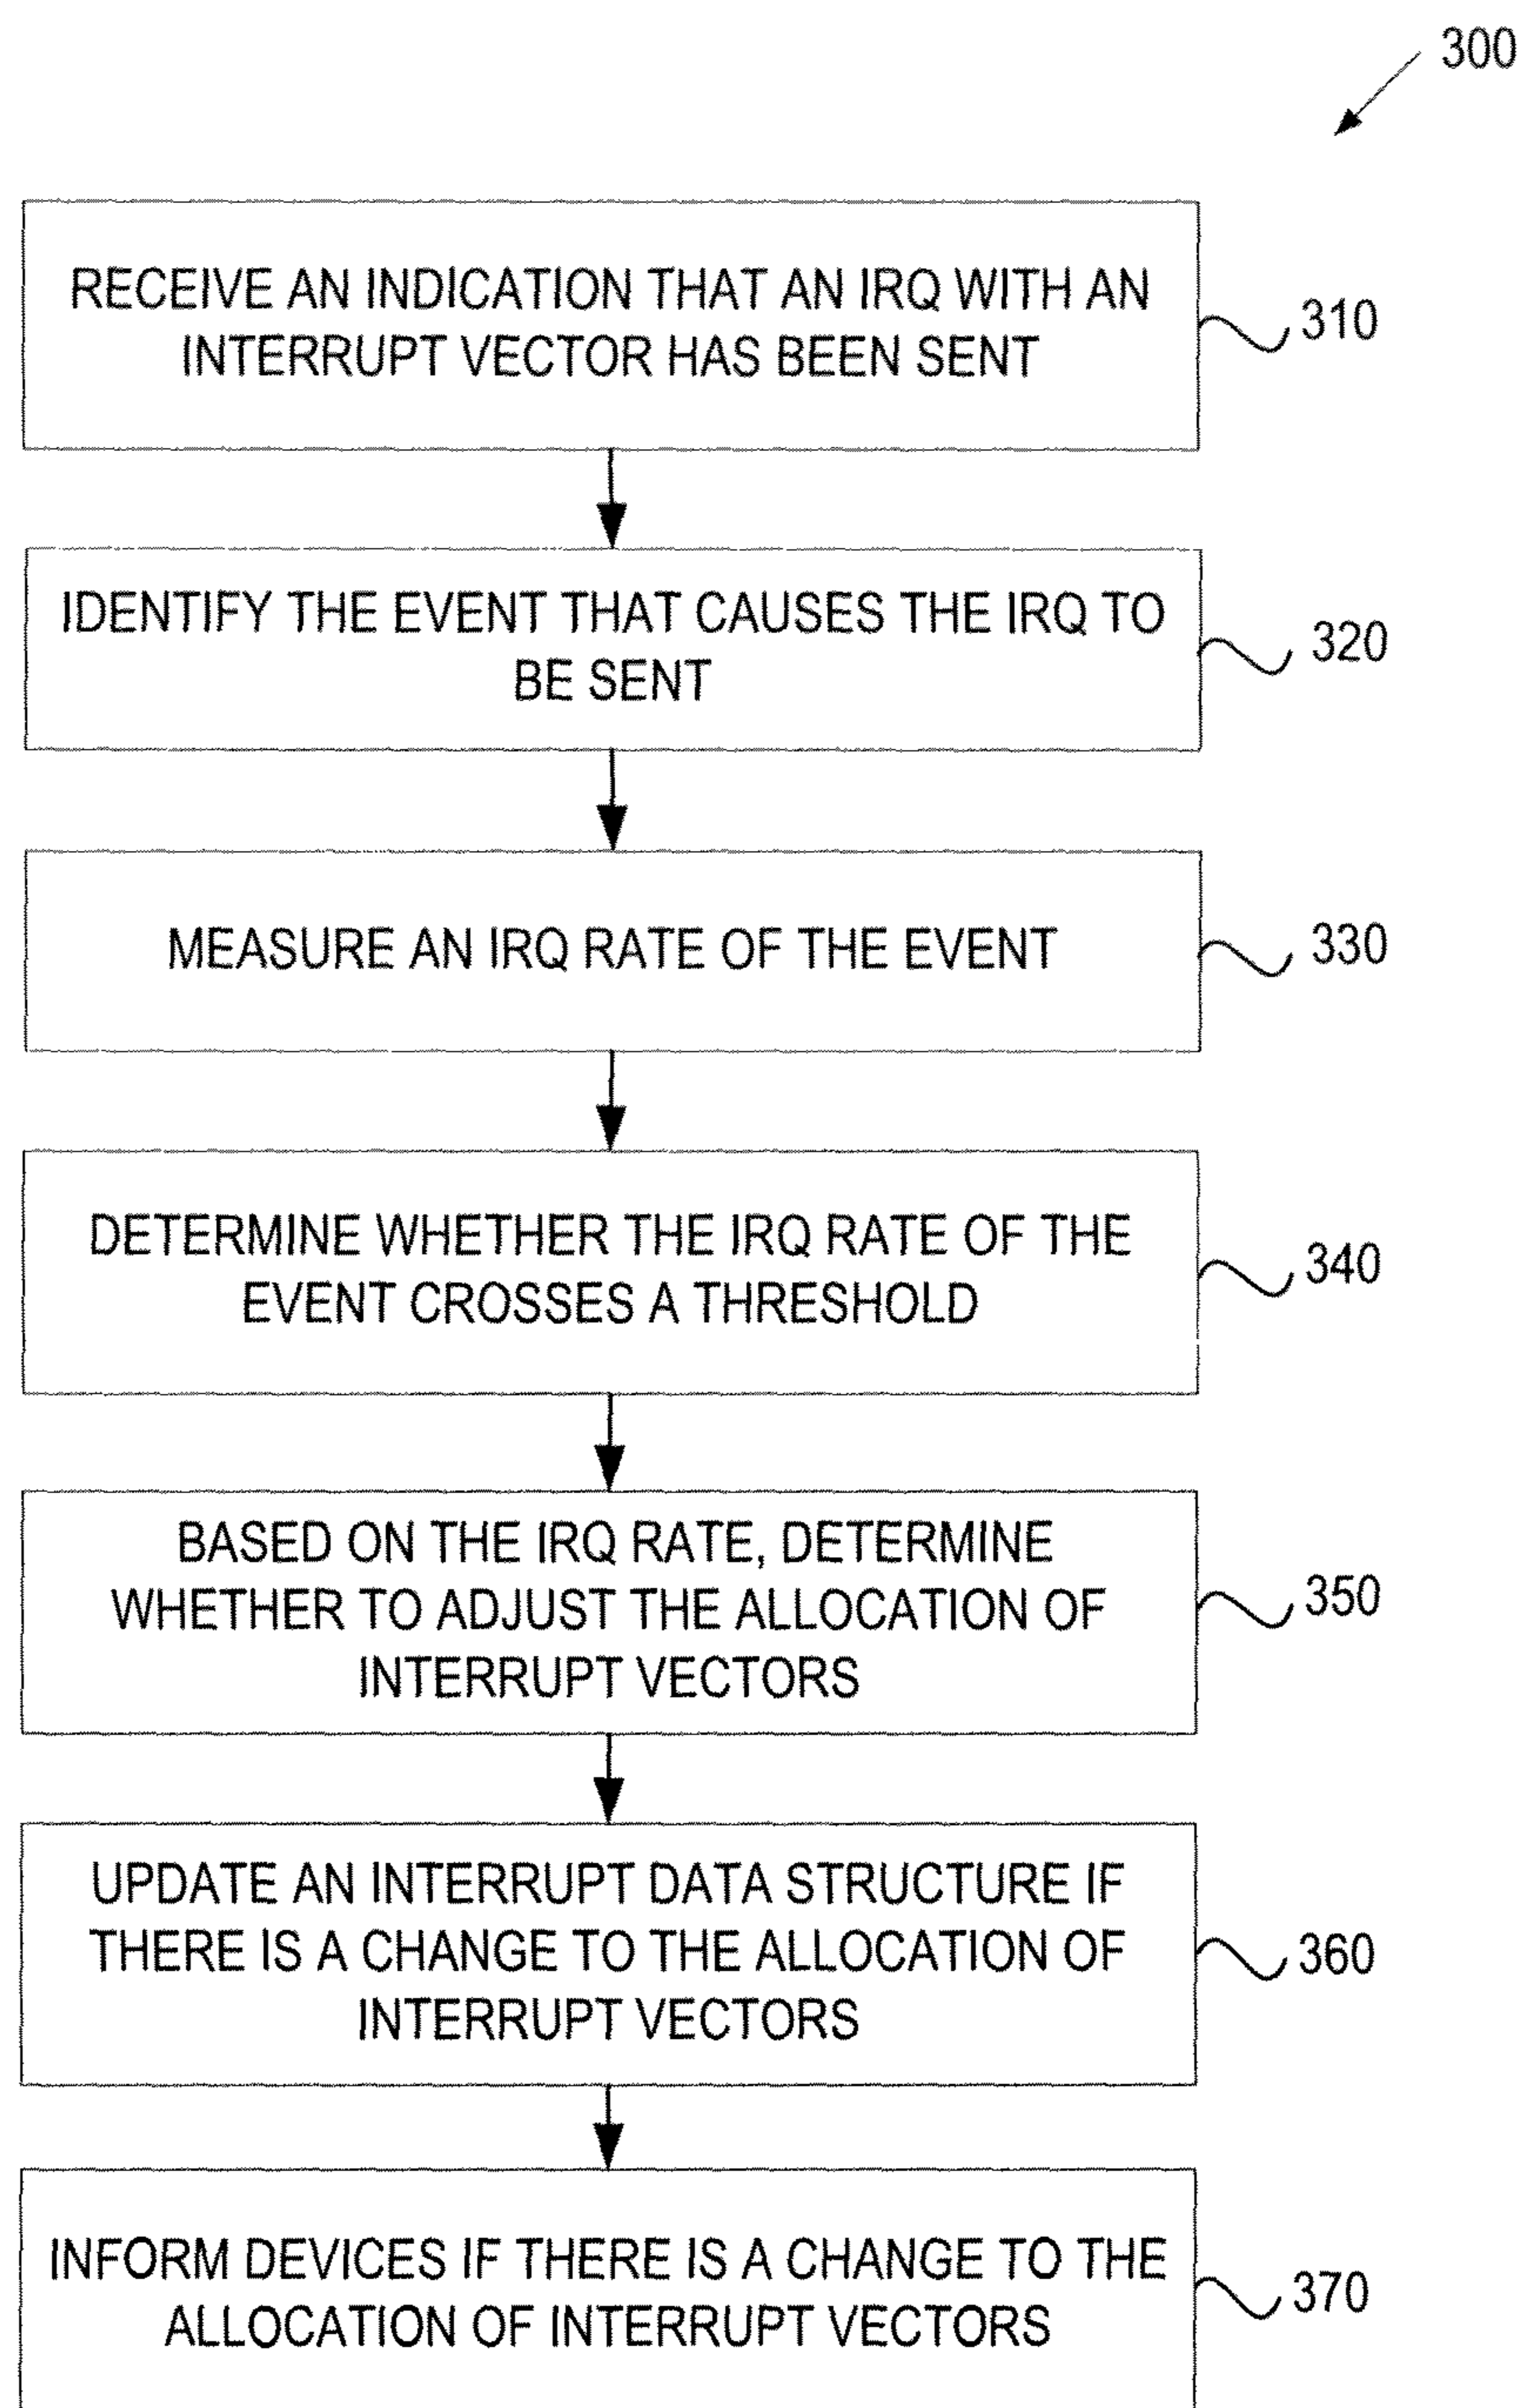 300
RECEIVE AN INDICATION THAT AN IRQ WITH AN
INTERRUPT VECTOR HAS BEEN SENT
310
IDENTIFY THE EVENT THAT CAUSES THE IRQ TO
BE SENT
320
MEASURE AN IRQ RATE OF THE EVENT
330
DETERMINE WHETHER THE IRQ RATE OF THE
EVENT CROSSES A THRESHOLD
340
BASED ON THE IRQ RATE, DETERMINE
WHETHER TO ADJUST THE ALLOCATION OF
INTERRUPT VECTORS
350
UPDATE AN INTERRUPT DATA STRUCTURE IF
THERE IS A CHANGE TO THE ALLOCATION OF
INTERRUPT VECTORS
360
INFORM DEVICES IF THERE IS A CHANGE TO THE
ALLOCATION OF INTERRUPT VECTORS
370